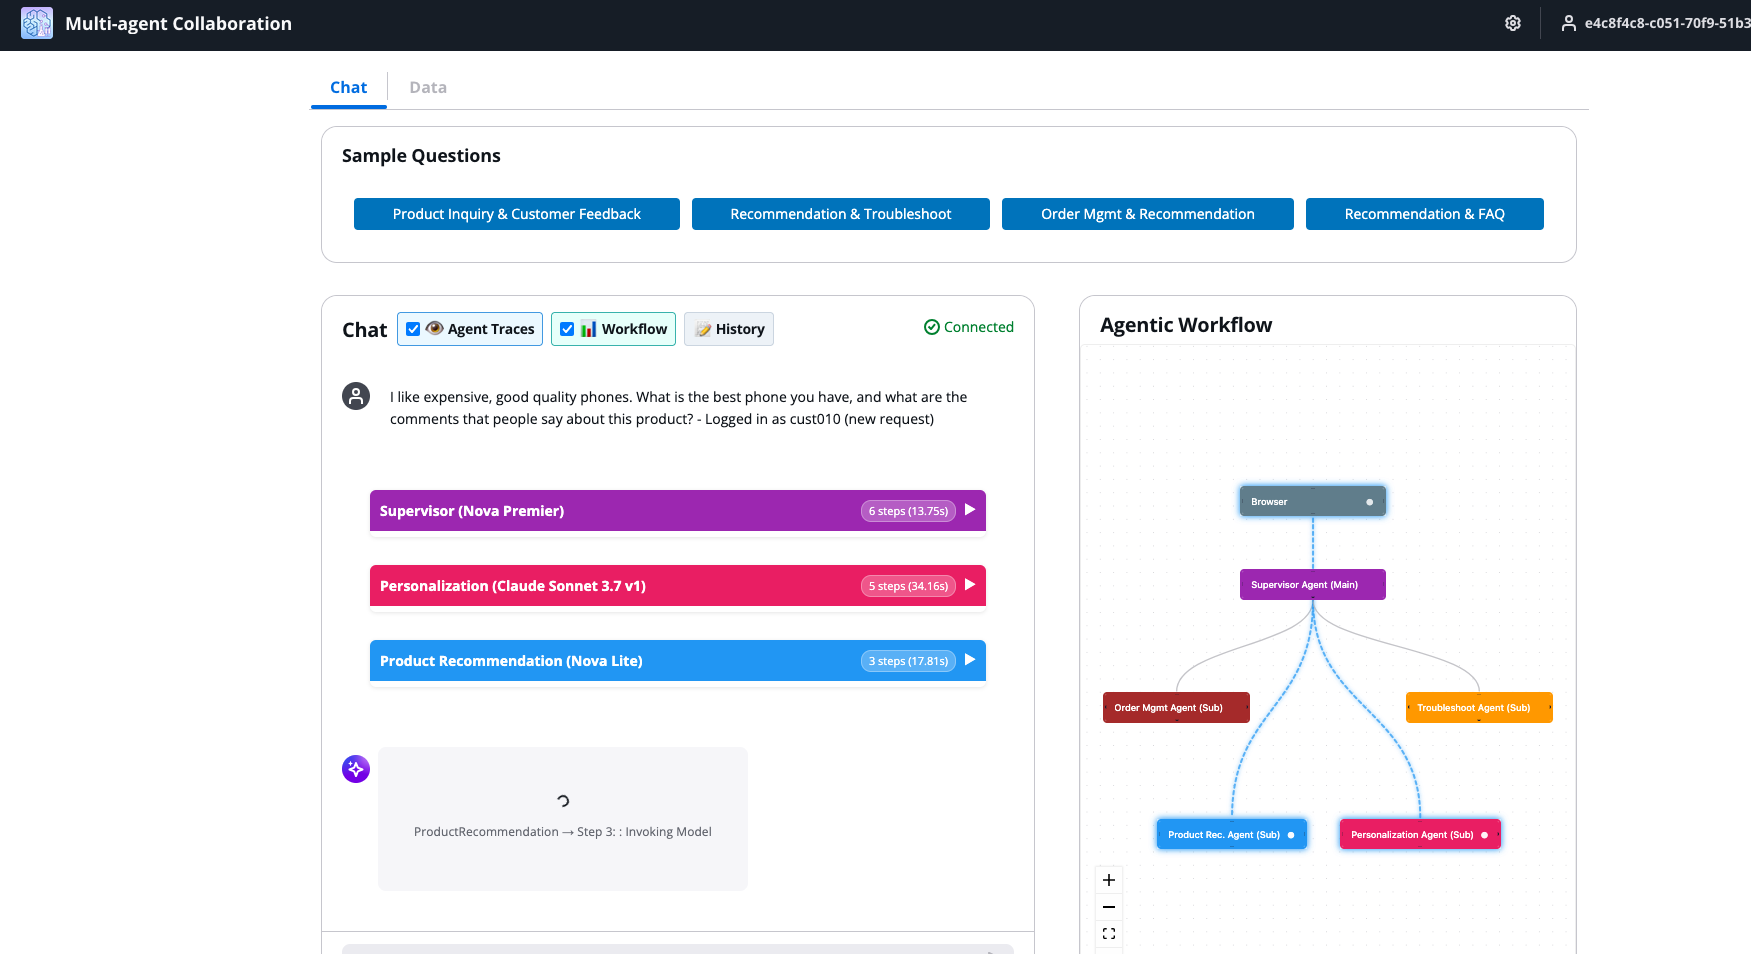 Multi-agent Collaboration
e4c8f4c8-c051-70f9-51b3
Chat
Data
Sample Questions
Product Inquiry & Customer Feedback
Recommendation & Troubleshoot
Order Mgmt & Recommendation
Recommendation & FAQ
Chat
Agent Traces
Workflow
History
Connected
I like expensive, good quality phones. What is the best phone you have, and what are the
comments that people say about this product? - Logged in as cust010 (new request)
Supervisor (Nova Premier)
6 steps (13.75s)
Personalization (Claude Sonnet 3.7 v1)
5 steps (34.16s)
Product Recommendation (Nova Lite)
3 steps (17.81s)
ProductRecommendation → Step 3: : Invoking Model
Agentic Workflow
Browser
Supervisor Agent (Main)
Order Mgmt Agent (Sub)
Troubleshoot Agent (Sub)
Product Rec. Agent (Sub)
Personalization Agent (Sub)